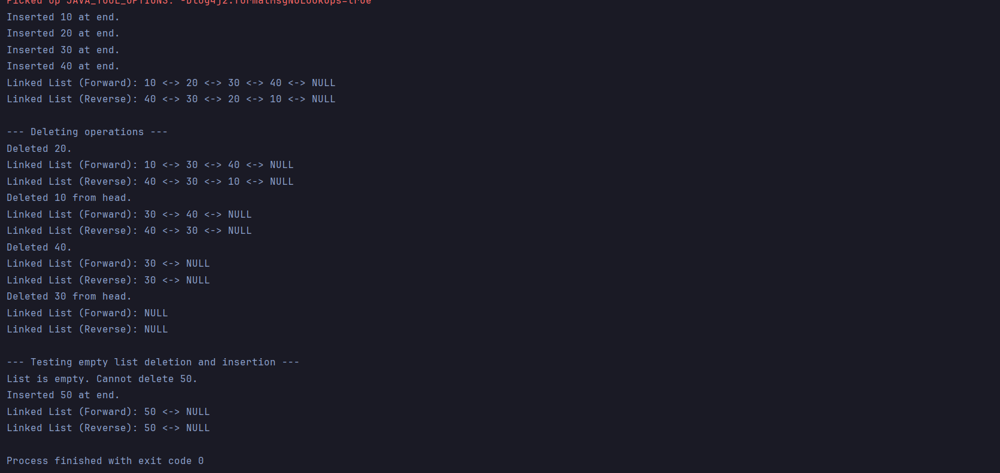 Picked up JAVA_TOOL_OPTIONS: -Dlog4j2.formatMsgNoLookups=true
Inserted 10 at end.
Inserted 20 at end.
Inserted 30 at end.
Inserted 40 at end.
Linked List (Forward): 10 <-> 20 <-> 30 <-> 40 <-> NULL
Linked List (Reverse): 40 <-> 30 <-> 20 <-> 10 <-> NULL

--- Deleting operations ---
Deleted 20.
Linked List (Forward): 10 <-> 30 <-> 40 <-> NULL
Linked List (Reverse): 40 <-> 30 <-> 10 <-> NULL
Deleted 10 from head.
Linked List (Forward): 30 <-> 40 <-> NULL
Linked List (Reverse): 40 <-> 30 <-> NULL
Deleted 40.
Linked List (Forward): 30 <-> NULL
Linked List (Reverse): 30 <-> NULL
Deleted 30 from head.
Linked List (Forward): NULL
Linked List (Reverse): NULL

--- Testing empty list deletion and insertion ---
List is empty. Cannot delete 50.
Inserted 50 at end.
Linked List (Forward): 50 <-> NULL
Linked List (Reverse): 50 <-> NULL

Process finished with exit code 0